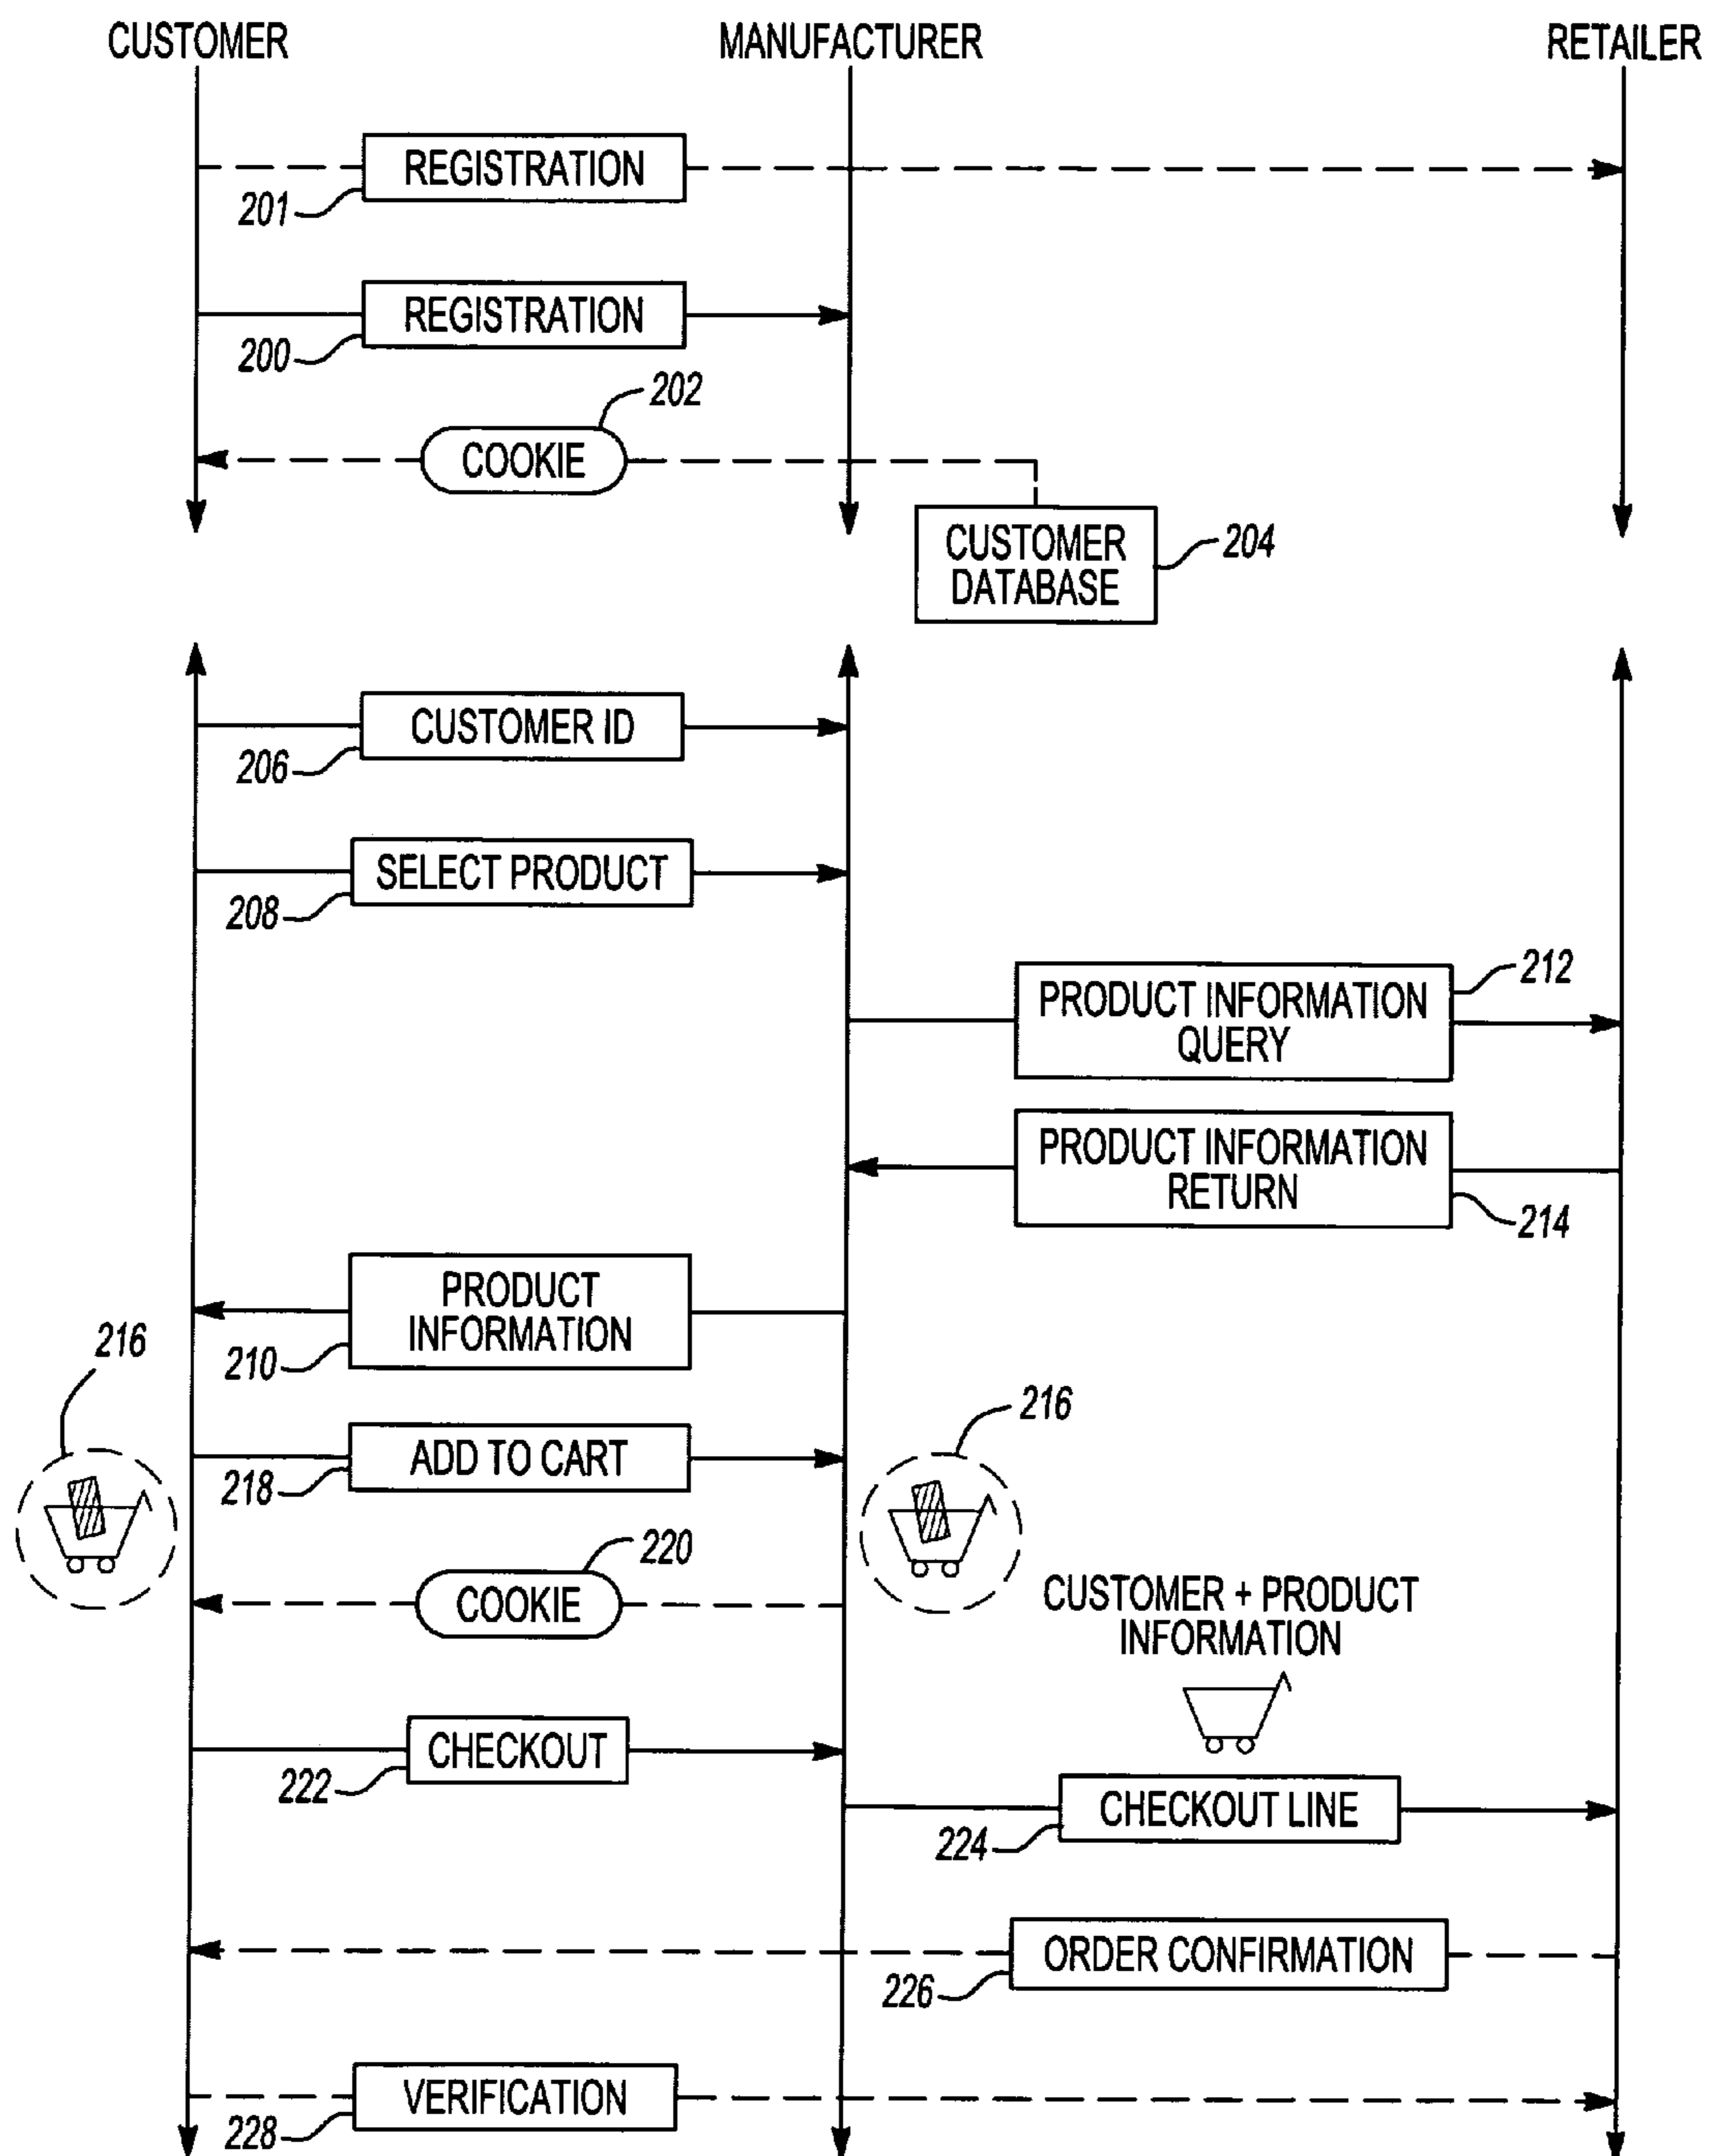 CUSTOMER
MANUFACTURER
RETAILER
REGISTRATION
201
REGISTRATION
200
202
COOKIE
CUSTOMER
DATABASE
204
CUSTOMER ID
206
SELECT PRODUCT
208
212
PRODUCT INFORMATION
QUERY
PRODUCT INFORMATION
RETURN
214
PRODUCT
INFORMATION
210
216
216
ADD TO CART
218
220
COOKIE
CUSTOMER + PRODUCT
INFORMATION
CHECKOUT
222
CHECKOUT LINE
224
ORDER CONFIRMATION
226
VERIFICATION
228